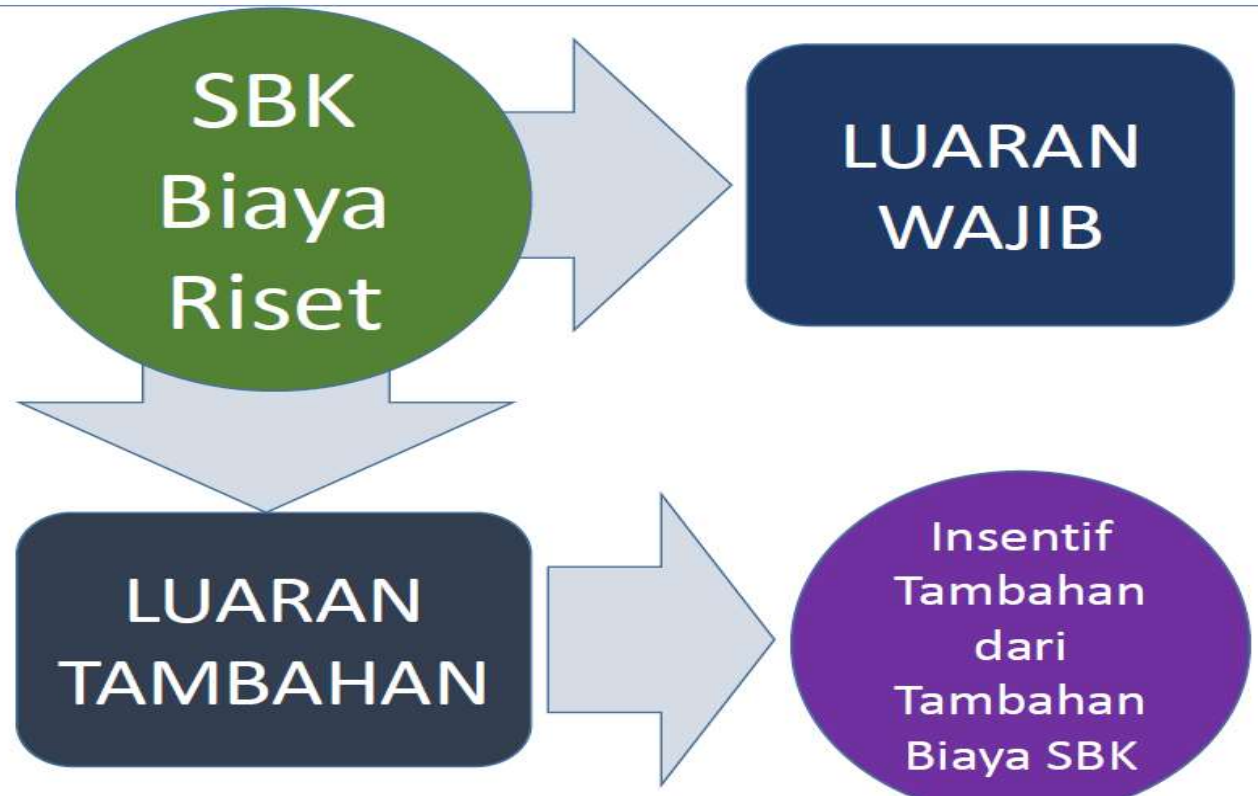 SBK
Biaya
Riset
LUARAN
WAJIB
LUARAN
TAMBAHAN
Insentif
Tambahan
dari
Tambahan
Biaya SBK